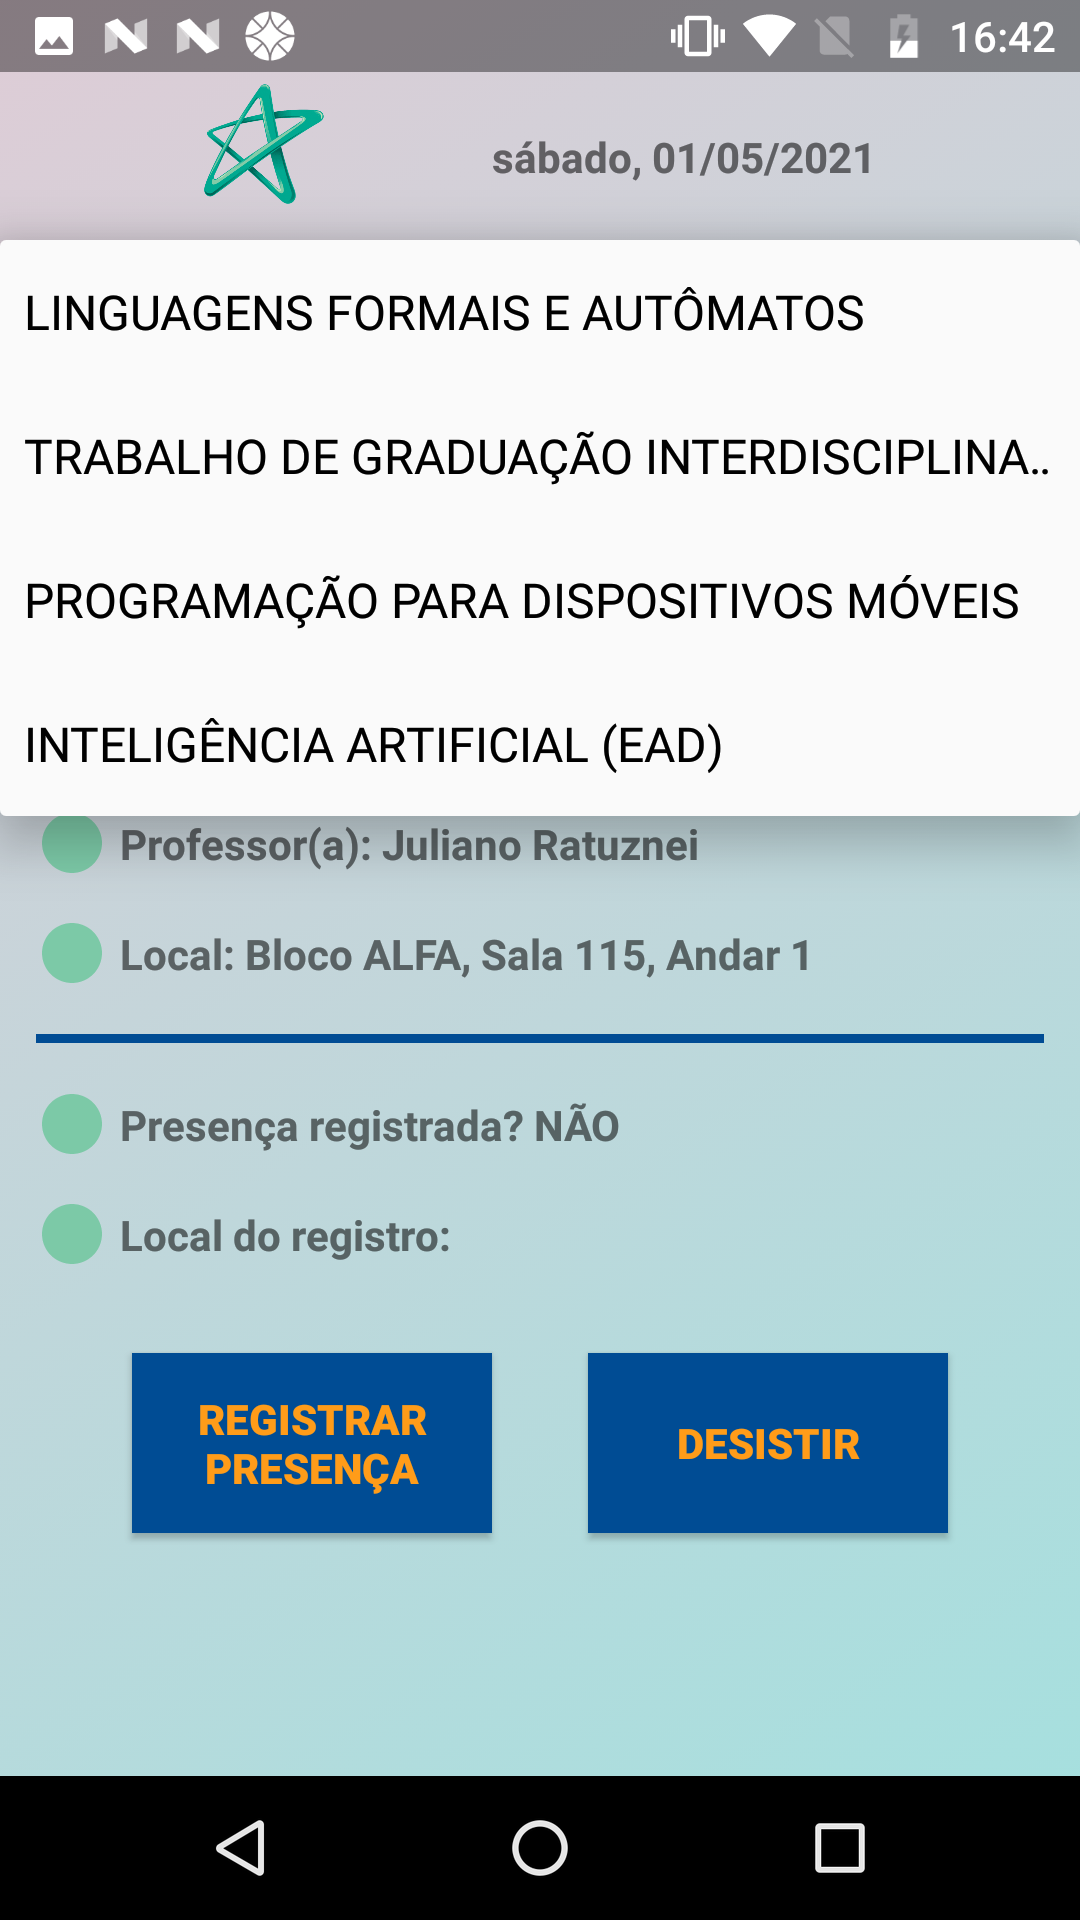 16:42
sábado, 01/05/2021
LINGUAGENS FORMAIS E AUTÔMATOS
TRABALHO DE GRADUAÇÃO INTERDISCIPLINA..
PROGRAMAÇÃO PARA DISPOSITIVOS MÓVEIS
INTELIGÊNCIA ARTIFICIAL (EAD)
Professor(a): Juliano Ratuznei
Local: Bloco ALFA, Sala 115, Andar 1
Presença registrada? NÃO
Local do registro:
REGISTRAR
PRESENÇA
DESISTIR